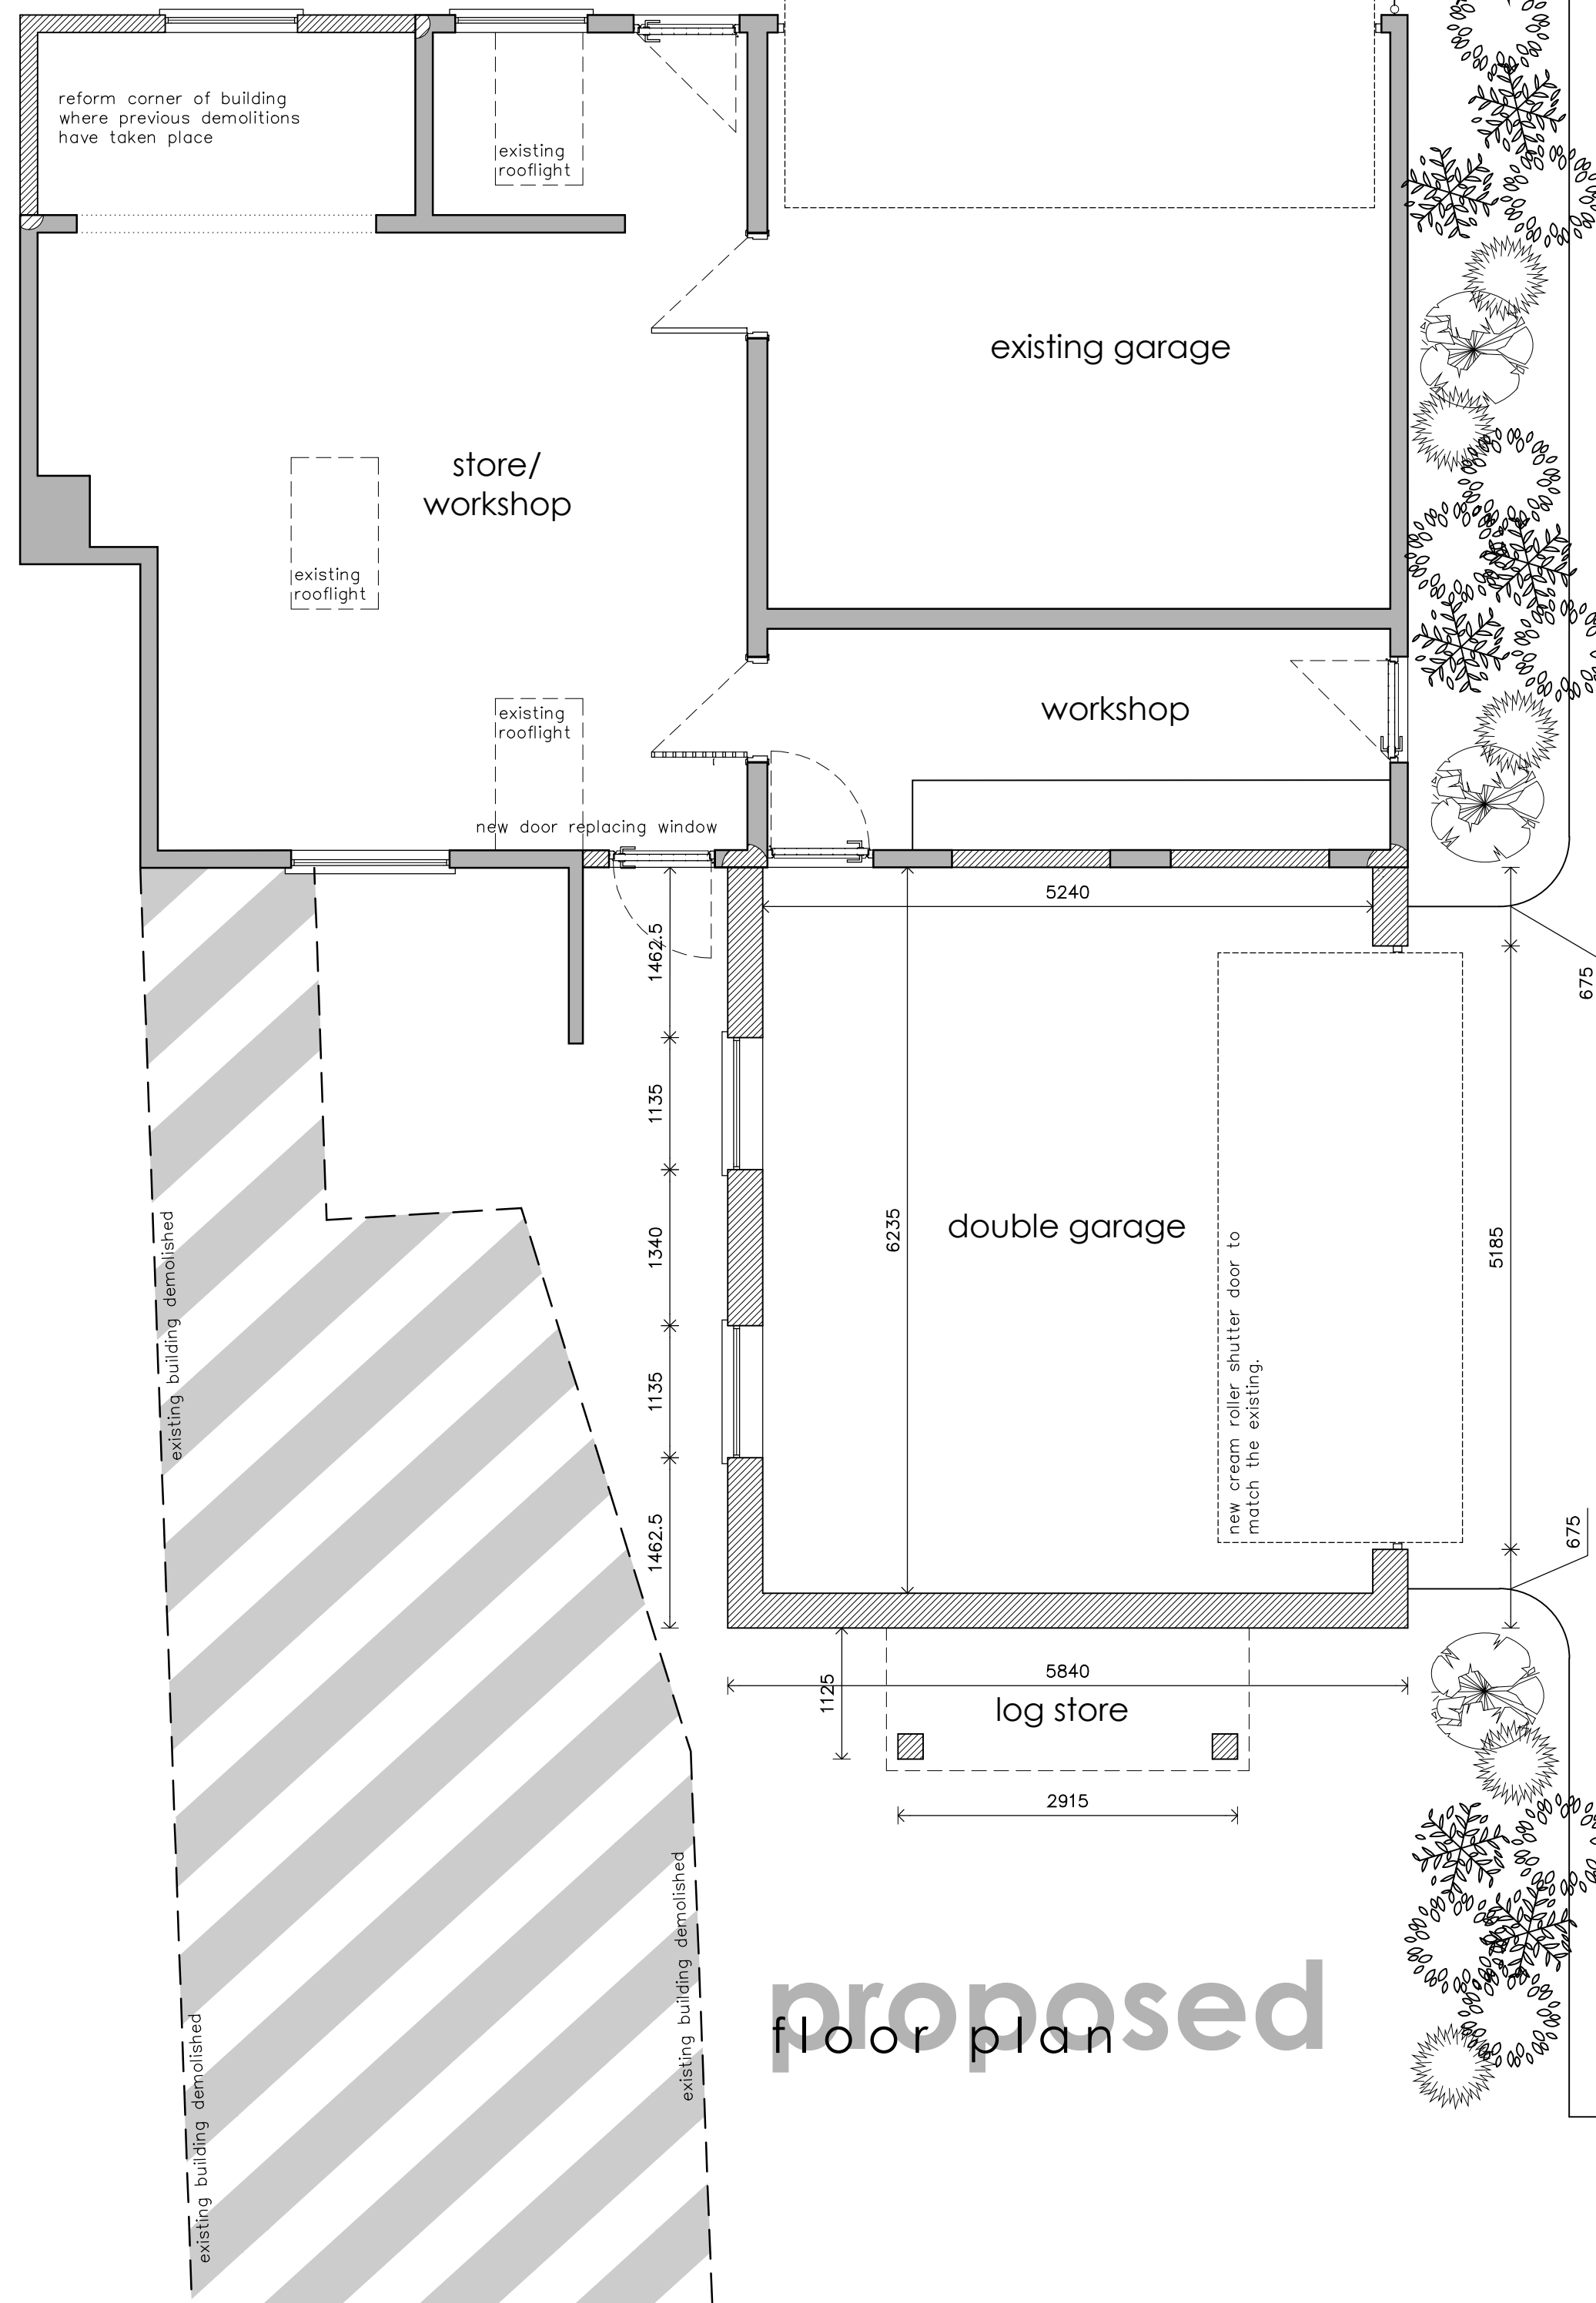 reform corner of building
where previous demolitions
have taken place
existing
rooflight
existing garage
store/
workshop
existing
rooflight
workshop
existing
rooflight
new door replacing window
5240
1462.5
675
1135
existing building demolished
1340
6235
double garage
new cream roller shutter door to
match the existing.
5185
1135
1462.5
675
5840
1125
log store
2915
existing building demolished
proposed
floor plan
existing building demolished